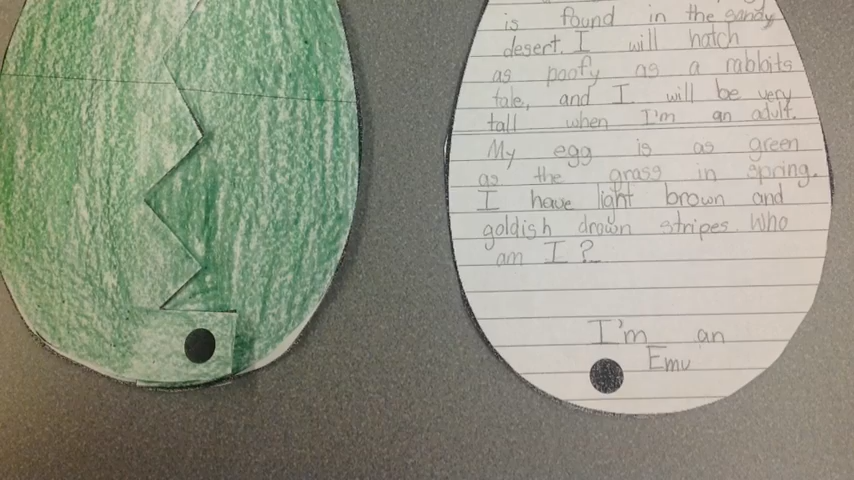 is found in the sandy
desert. I will hatch
as poofy as a rabbits
tale, and I will be very
tall when I'm an adult.
My egg is as green
as the grass in spring.
I have light brown and
goldish drown stripes. Who
am I?
I'm an
Emu